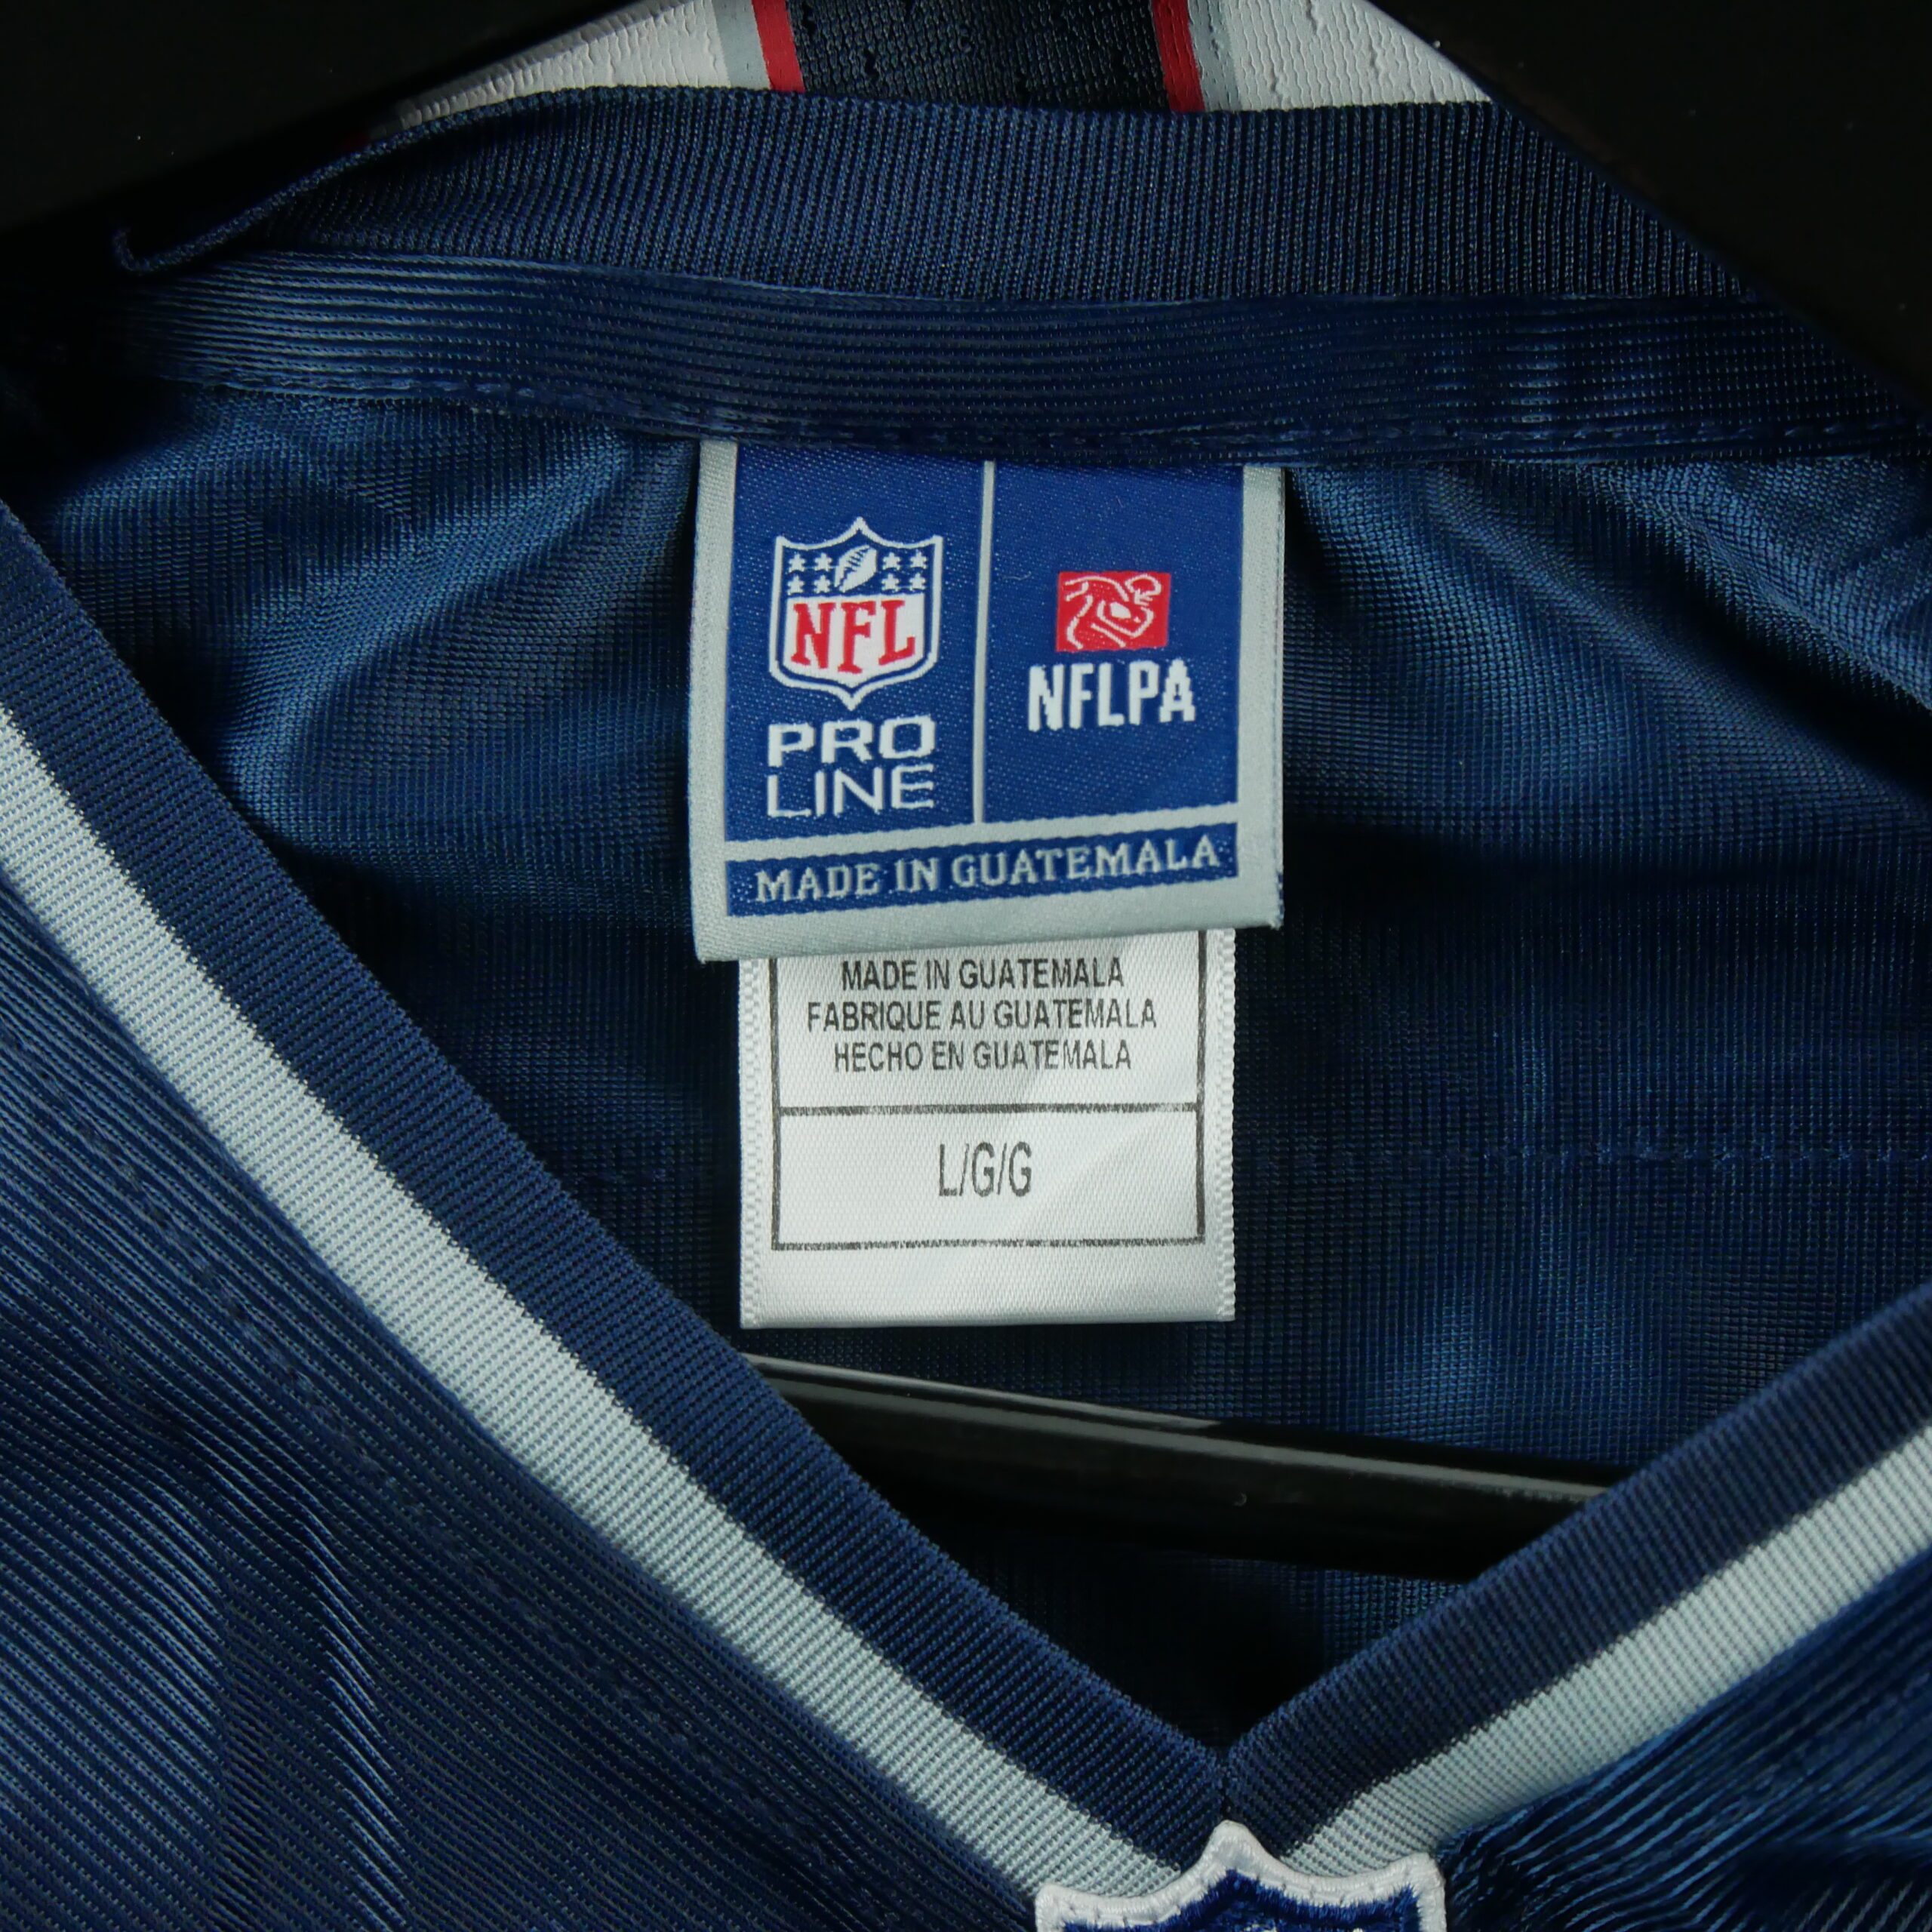 NFL
PRO
LINE
NFLPA
MADE IN GUATEMALA
MADE IN GUATEMALA
FABRIQUE AU GUATEMALA
HECHO EN GUATEMALA
L/G/G